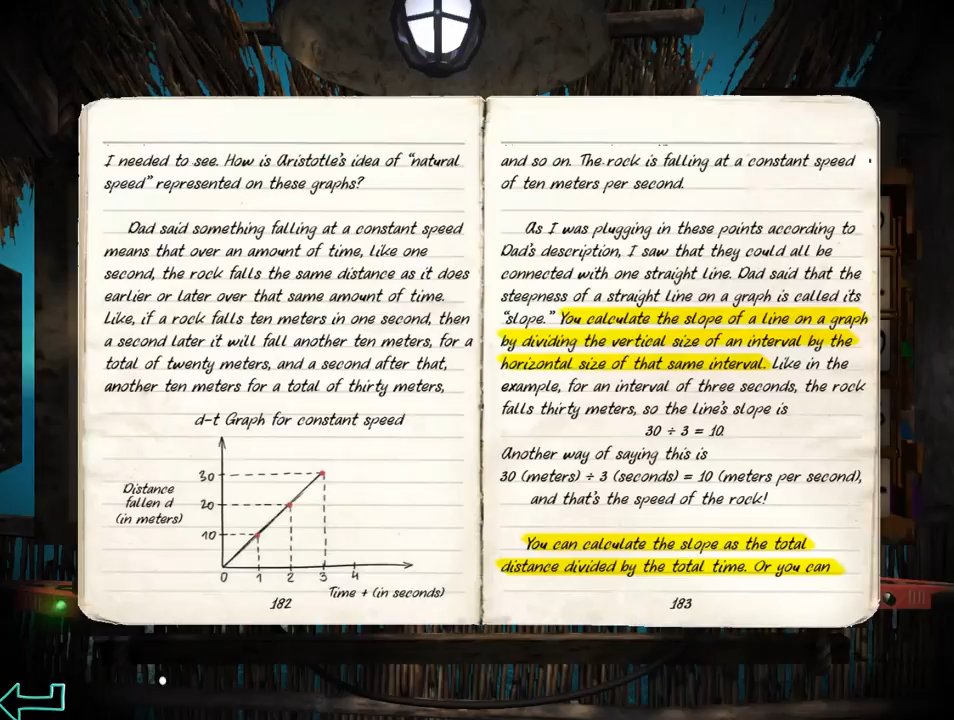 I needed to see. How is Aristotle's idea of "natural
speed" represented on these graphs?
Dad said something falling at a constant speed
means that over an amount of time, like one
second, the rock falls the same distance as it does
earlier or later over that same amount of time.
Like, if a rock falls ten meters in one second, then
a second later it will fall another ten meters, for a
total of twenty meters, and a second after that,
another ten meters for a total of thirty meters,
d-t Graph for constant speed
Distance
fallen d
(in meters)
30
20
10
0 1 2 3 4
Time t (in seconds)
182
and so on. The rock is falling at a constant speed
of ten meters per second.
As I was plugging in these points according to
Dad's description, I saw that they could all be
connected with one straight line. Dad said that the
steepness of a straight line on a graph is called its
"slope." You calculate the slope of a line on a graph
by dividing the vertical size of an interval by the
horizontal size of that same interval. Like in the
example, for an interval of three seconds, the rock
falls thirty meters, so the line's slope is
30 ÷ 3 = 10.
Another way of saying this is
30 (meters) ÷ 3 (seconds) = 10 (meters per second),
and that's the speed of the rock!
You can calculate the slope as the total
distance divided by the total time. Or you can
183